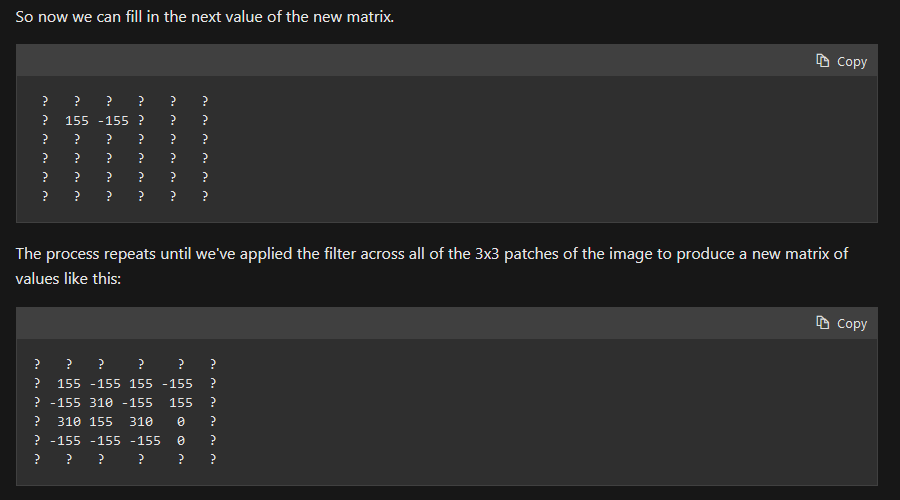 So now we can fill in the next value of the new matrix.
Copy
?   ?   ?   ?   ?   ?
?  155 -155 ?   ?   ?
?   ?   ?   ?   ?   ?
?   ?   ?   ?   ?   ?
?   ?   ?   ?   ?   ?
?   ?   ?   ?   ?   ?
The process repeats until we've applied the filter across all of the 3x3 patches of the image to produce a new matrix of
values like this:
Copy
?   ?   ?    ?    ?   ?
?  155 -155 155 -155  ?
? -155 310 -155  155  ?
?  310 155  310   0   ?
? -155 -155 -155  0   ?
?   ?   ?    ?    ?   ?